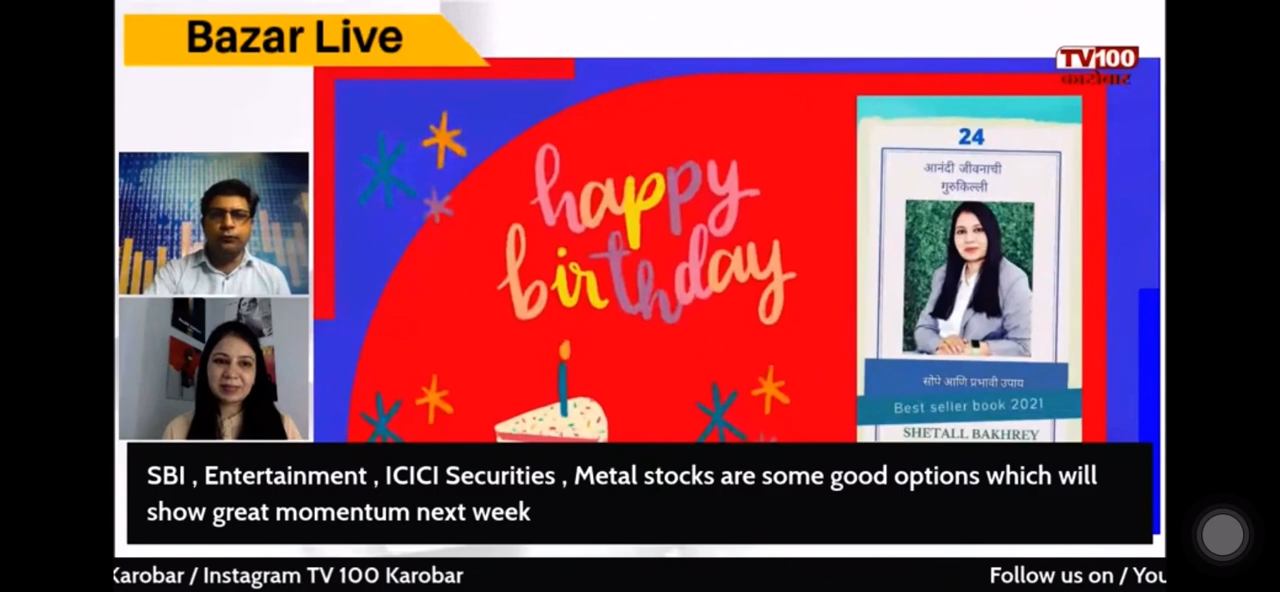 Bazar Live
TV100
कारोबार
happy
birthday
24
आनंदी जीवनाची
गुरुकिल्ली
सोपे आणि प्रभावी उपाय
Best seller book 2021
SHETALL BAKHREY
SBI , Entertainment , ICICI Securities , Metal stocks are some good options which will
show great momentum next week
Karobar / Instagram TV 100 Karobar
Follow us on / You